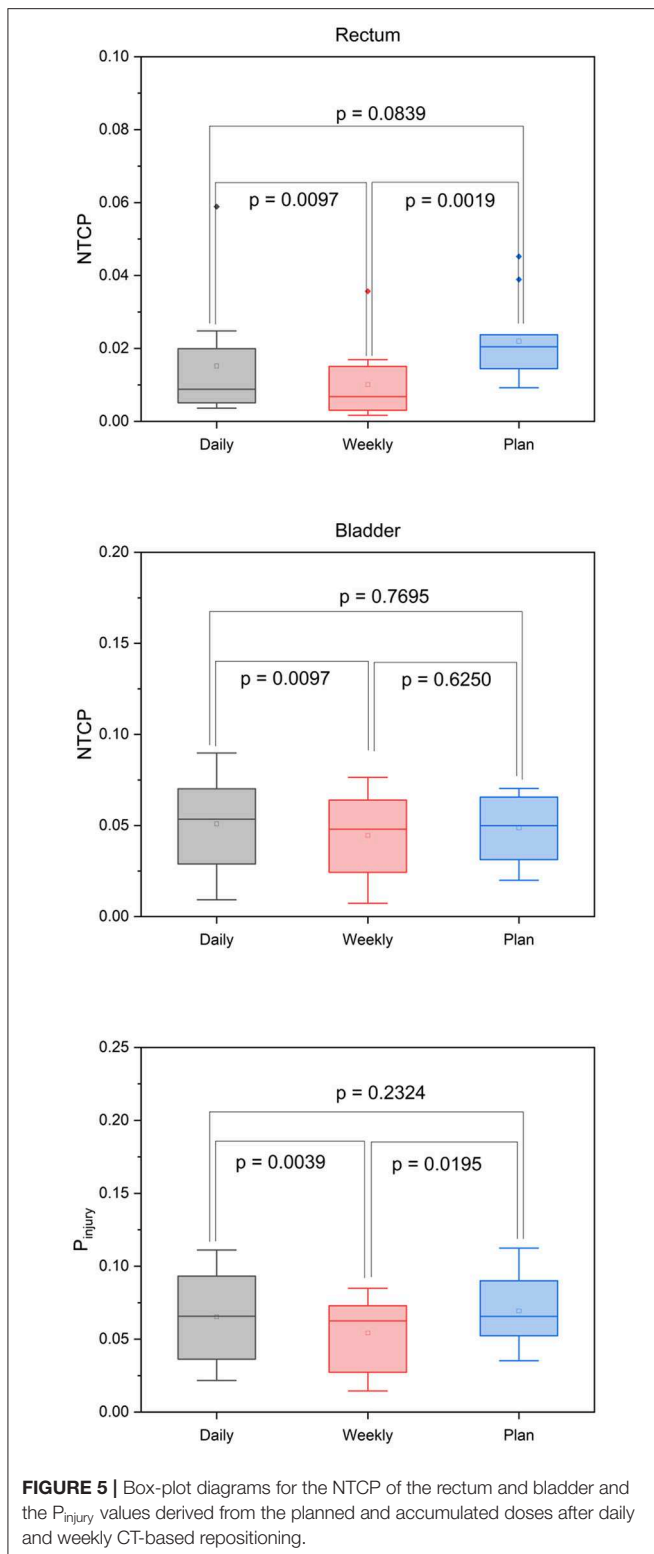 Rectum
0.10
0.08
0.06
0.04
0.02
0.00
NTCP
p = 0.0839
p = 0.0097
p = 0.0019
Daily
Weekly
Plan
Bladder
0.20
0.15
0.10
0.05
0.00
NTCP
p = 0.7695
p = 0.0097
p = 0.6250
Daily
Weekly
Plan
0.25
0.20
0.15
0.10
0.05
0.00
Pinjury
p = 0.2324
p = 0.0039
p = 0.0195
Daily
Weekly
Plan
FIGURE 5 | Box-plot diagrams for the NTCP of the rectum and bladder and
the Pinjury values derived from the planned and accumulated doses after daily
and weekly CT-based repositioning.